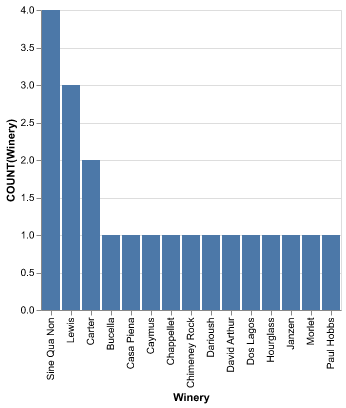 4.0
3.5
3.0
2.5
2.0
1.5
1.0
0.5
0.0
COUNT(Winery)
Sine Qua Non
Lewis
Carter
Bucella
Casa Piena
Caymus
Chappellet
Chimeney Rock
Darioush
David Arthur
Dos Lagos
Hourglass
Janzen
Morlet
Paul Hobbs
Winery